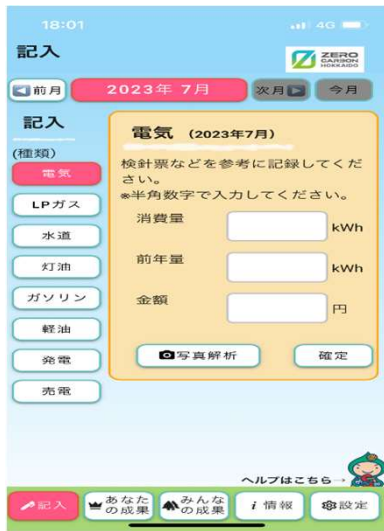 18:01
4G
記入
ZERO
CARBON
HOKKAIDO
前月
2023年 7月
次月
今月
記入
(種類)
電気
LPガス
水道
灯油
ガソリン
軽油
発電
売電
電気 (2023年7月)
検針票などを参考に記録してくだ
さい。
※半角数字で入力してください。
消費量
kWh
前年量
kWh
金額
円
写真解析
確定
ヘルプはこちら→
記入
あなた
の成果
みんな
の成果
i 情報
設定